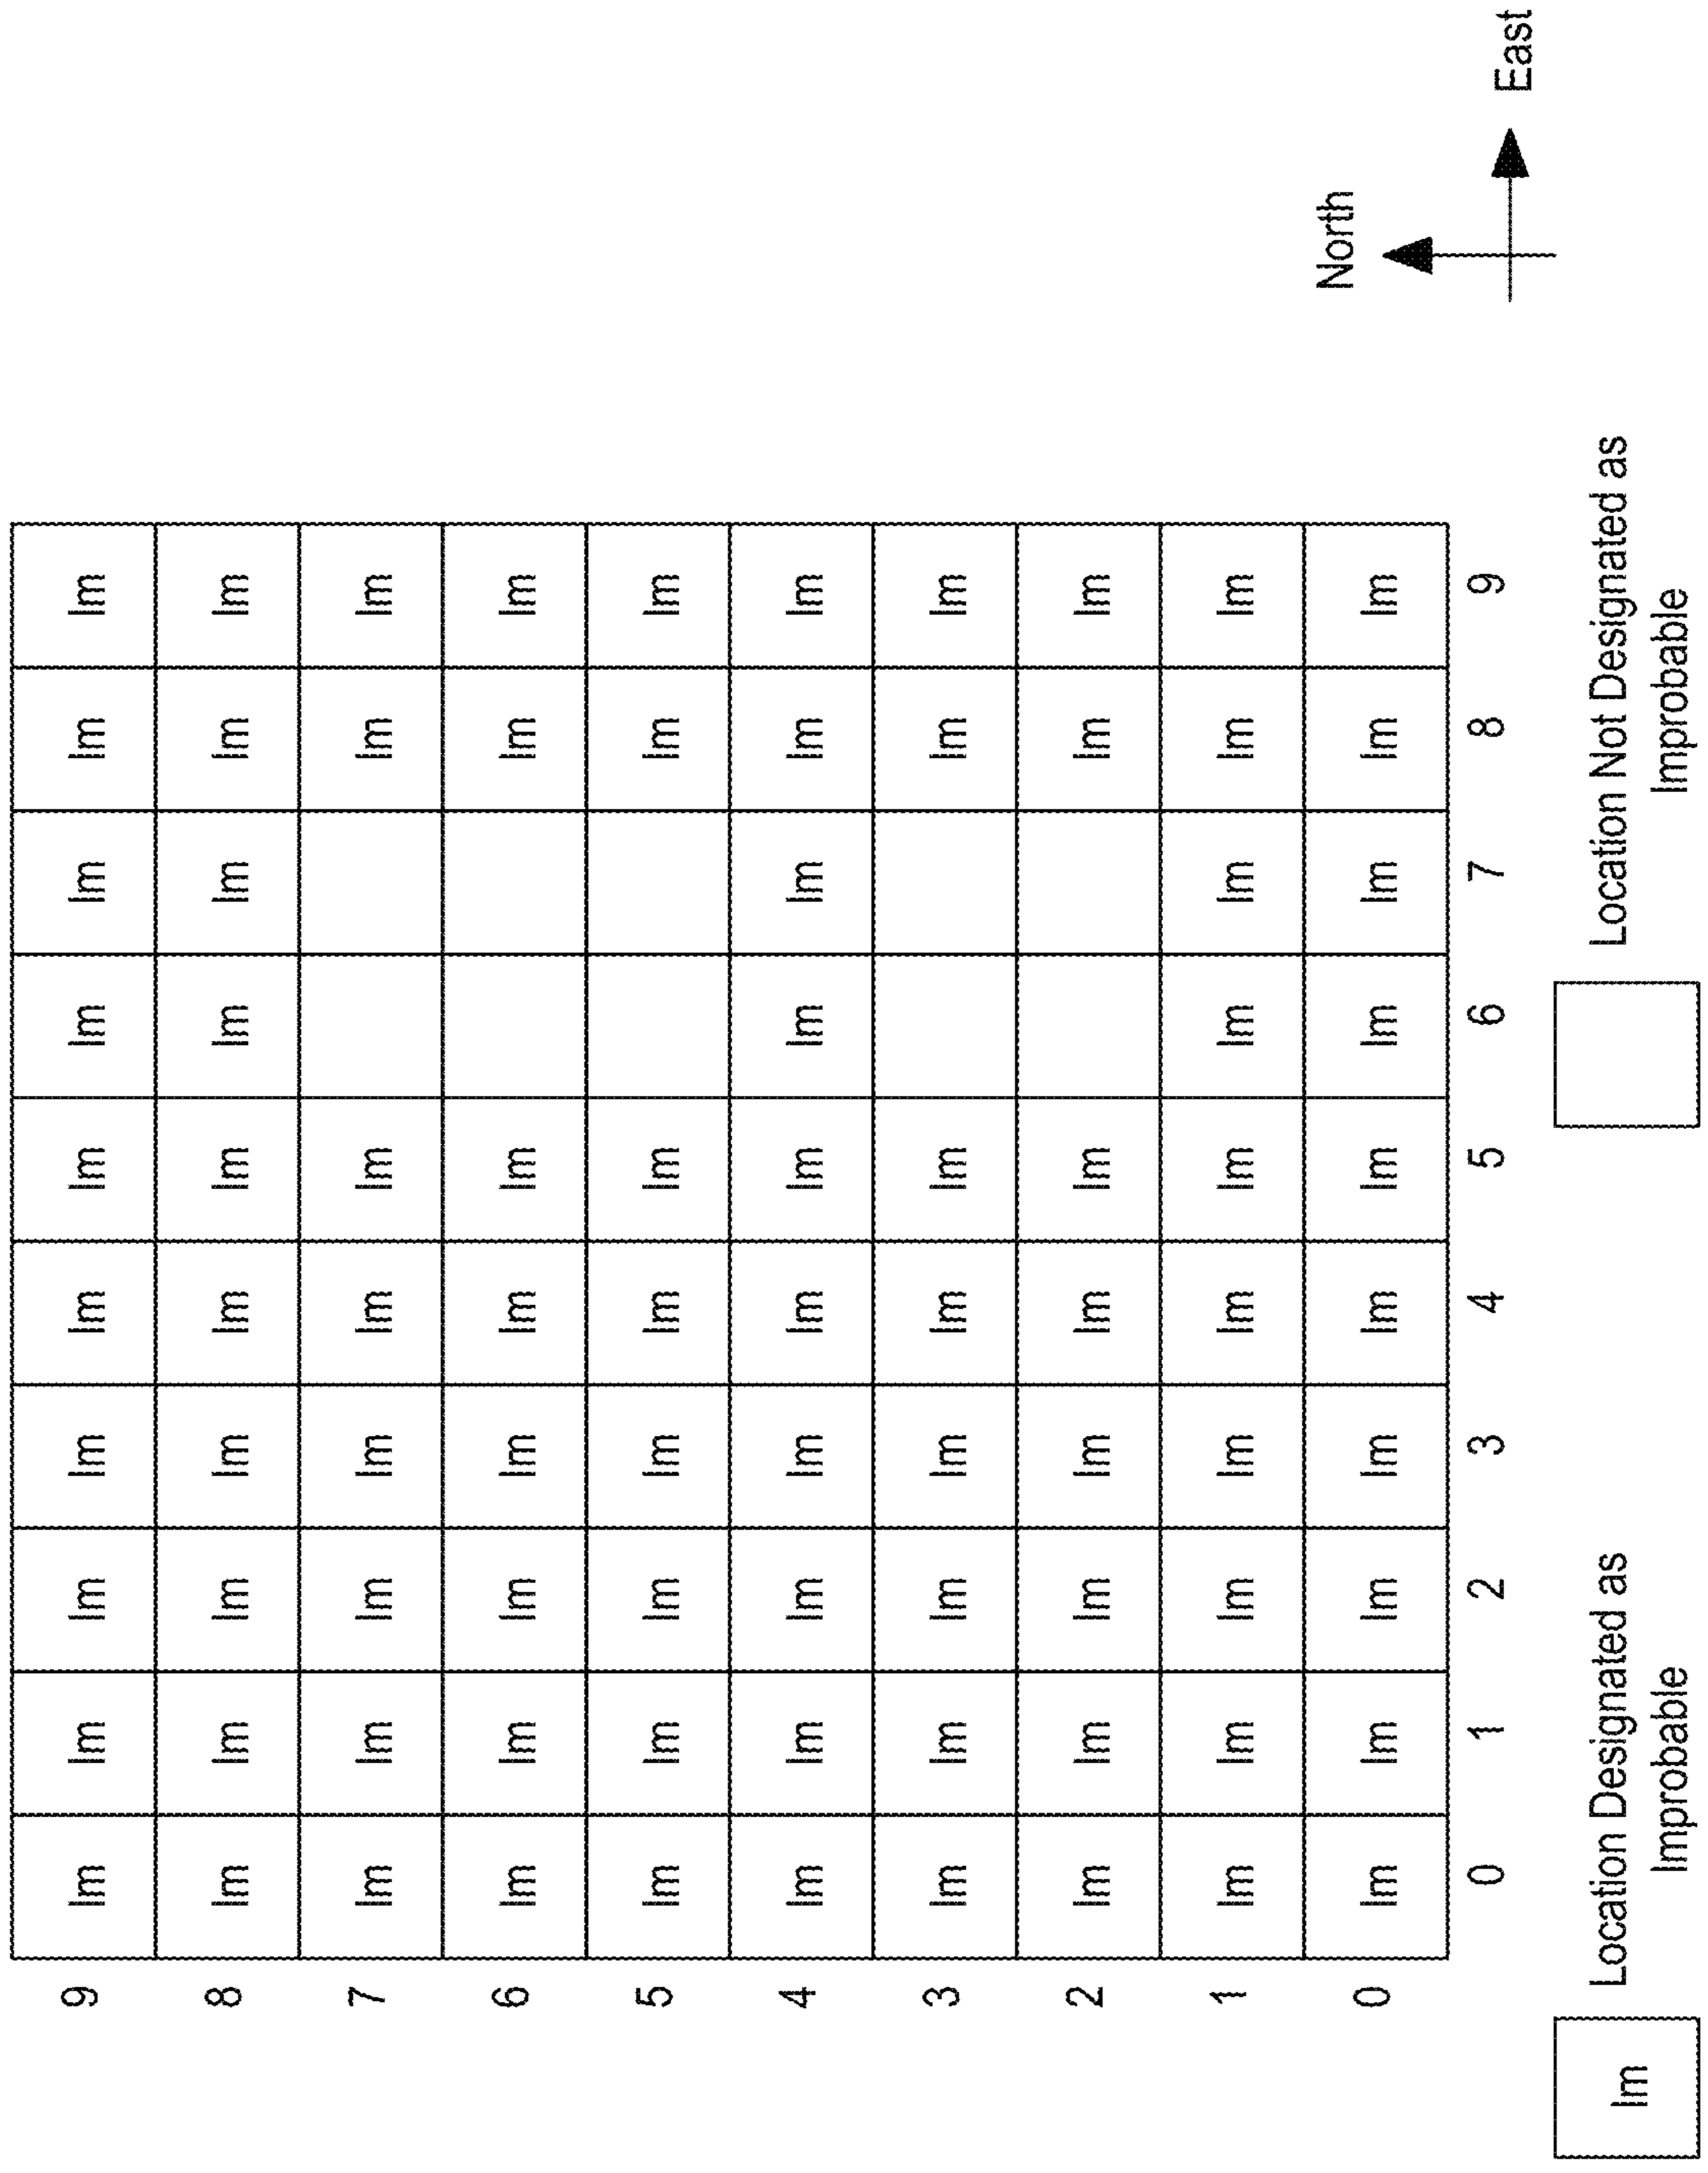 9 Im Im Im Im Im Im Im Im Im Im
8 Im Im Im Im Im Im Im Im Im Im
7 Im Im Im Im Im Im Im Im
6 Im Im Im Im Im Im Im Im
5 Im Im Im Im Im Im Im Im
4 Im Im Im Im Im Im Im Im Im Im
3 Im Im Im Im Im Im Im Im
2 Im Im Im Im Im Im Im Im
1 Im Im Im Im Im Im Im Im Im Im
0 Im Im Im Im Im Im Im Im Im Im
0 1 2 3 4 5 6 7 8 9
North
East
Im
Location Designated as
Improbable
Location Not Designated as
Improbable